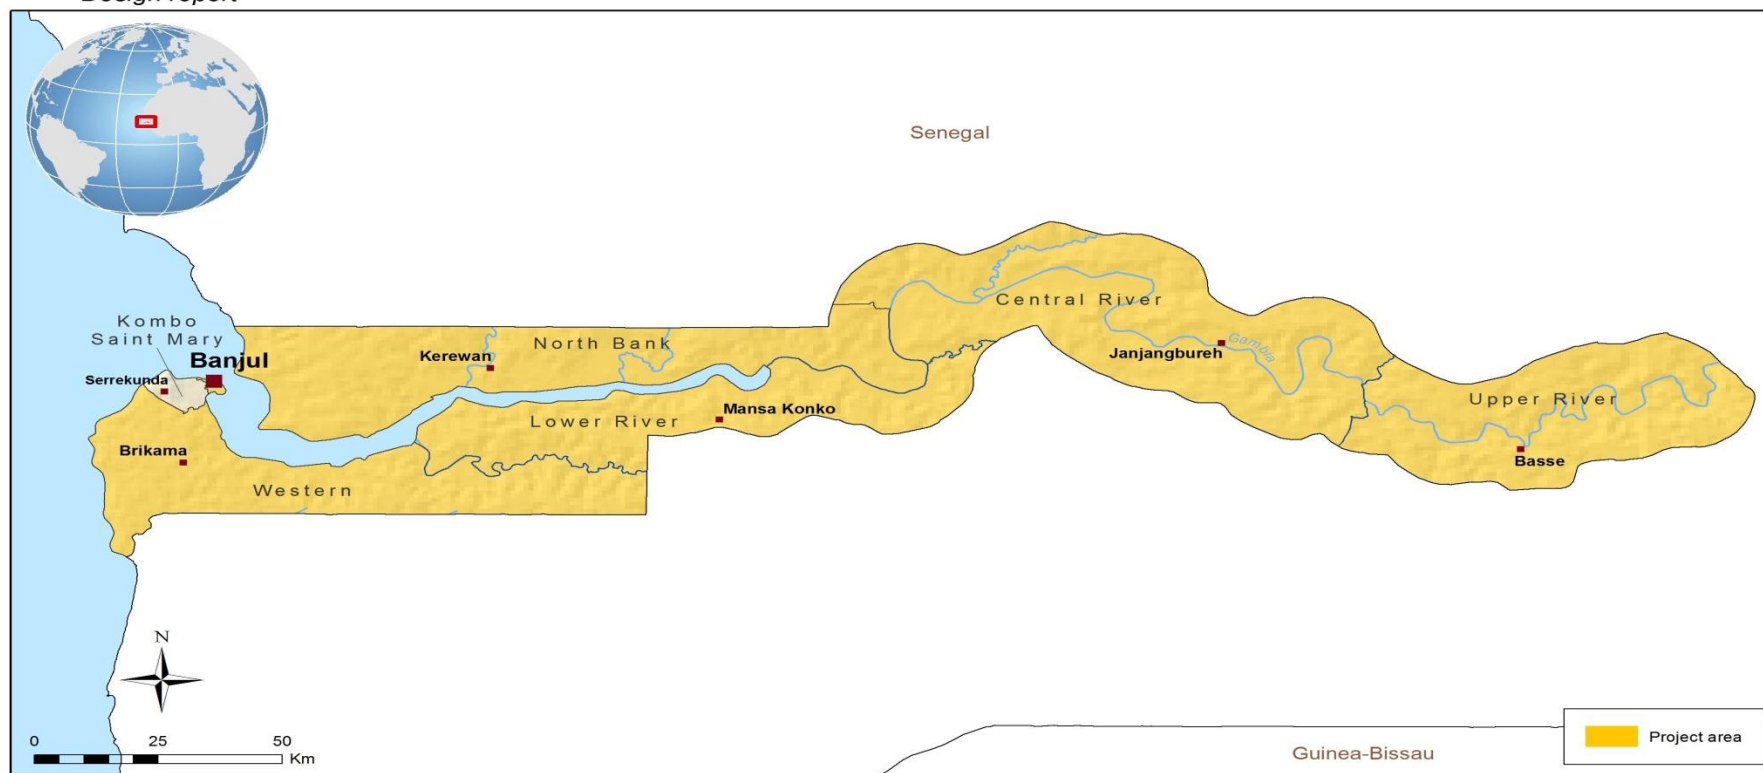 Design report
Senegal
Kombo
Saint Mary
Banjul
Serrekunda
Brikama
Western
Kerewan
North Bank
Lower River
Mansa Konko
Central River
Janjangbureh
Gambia
Upper River
Basse
N
0 25 50
Km
Guinea-Bissau
Project area